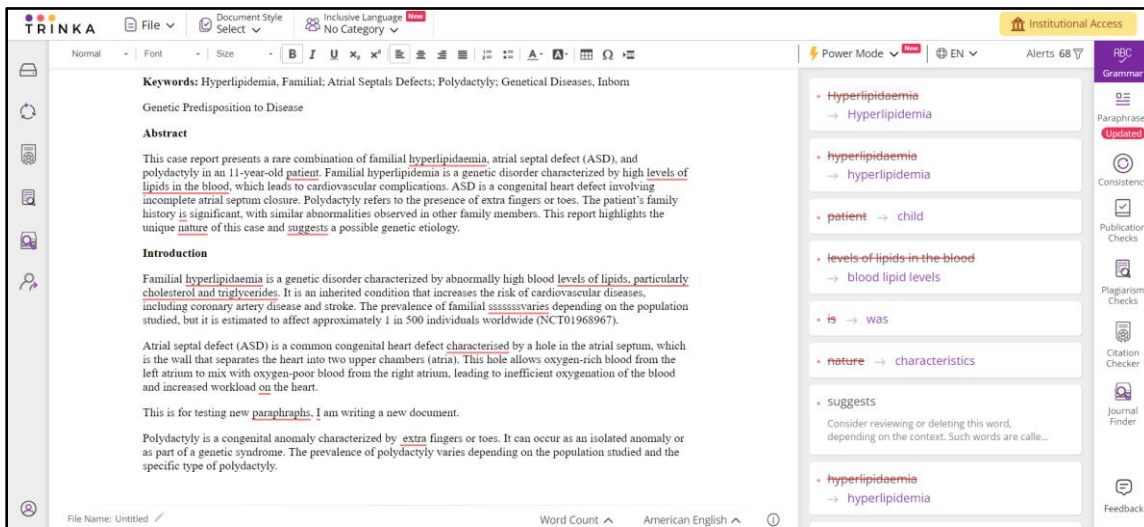 TRINKA
File
Document Style
Select
Inclusive Language New
No Category
Institutional Access
Normal Font Size B I U x₂ x² A A Ω
Power Mode New EN Alerts 68
ABC
Grammar
Paraphrase
Updated
Consistency
Publication
Checks
Plagiarism
Checks
Citation
Checker
Journal
Finder
Feedback
Keywords: Hyperlipidemia, Familial; Atrial Septals Defects; Polydactyly; Genetical Diseases, Inborn
Genetic Predisposition to Disease
Abstract
This case report presents a rare combination of familial hyperlipidaemia, atrial septal defect (ASD), and
polydactyly in an 11-year-old patient. Familial hyperlipidemia is a genetic disorder characterized by high levels of
lipids in the blood, which leads to cardiovascular complications. ASD is a congenital heart defect involving
incomplete atrial septum closure. Polydactyly refers to the presence of extra fingers or toes. The patient's family
history is significant, with similar abnormalities observed in other family members. This report highlights the
unique nature of this case and suggests a possible genetic etiology.
Introduction
Familial hyperlipidaemia is a genetic disorder characterized by abnormally high blood levels of lipids, particularly
cholesterol and triglycerides. It is an inherited condition that increases the risk of cardiovascular diseases,
including coronary artery disease and stroke. The prevalence of familial sssssssvaries depending on the population
studied, but it is estimated to affect approximately 1 in 500 individuals worldwide (NCT01968967).
Atrial septal defect (ASD) is a common congenital heart defect characterised by a hole in the atrial septum, which
is the wall that separates the heart into two upper chambers (atria). This hole allows oxygen-rich blood from the
left atrium to mix with oxygen-poor blood from the right atrium, leading to inefficient oxygenation of the blood
and increased workload on the heart.
This is for testing new paraphraphs, I am writing a new document.
Polydactyly is a congenital anomaly characterized by extra fingers or toes. It can occur as an isolated anomaly or
as part of a genetic syndrome. The prevalence of polydactyly varies depending on the population studied and the
specific type of polydactyly.
Hyperlipidaemia
→ Hyperlipidemia
hyperlipidaemia
→ hyperlipidemia
patient → child
levels of lipids in the blood
→ blood lipid levels
is → was
nature → characteristics
suggests
Consider reviewing or deleting this word,
depending on the context. Such words are calle...
hyperlipidaemia
→ hyperlipidemia
File Name: Untitled
Word Count
American English